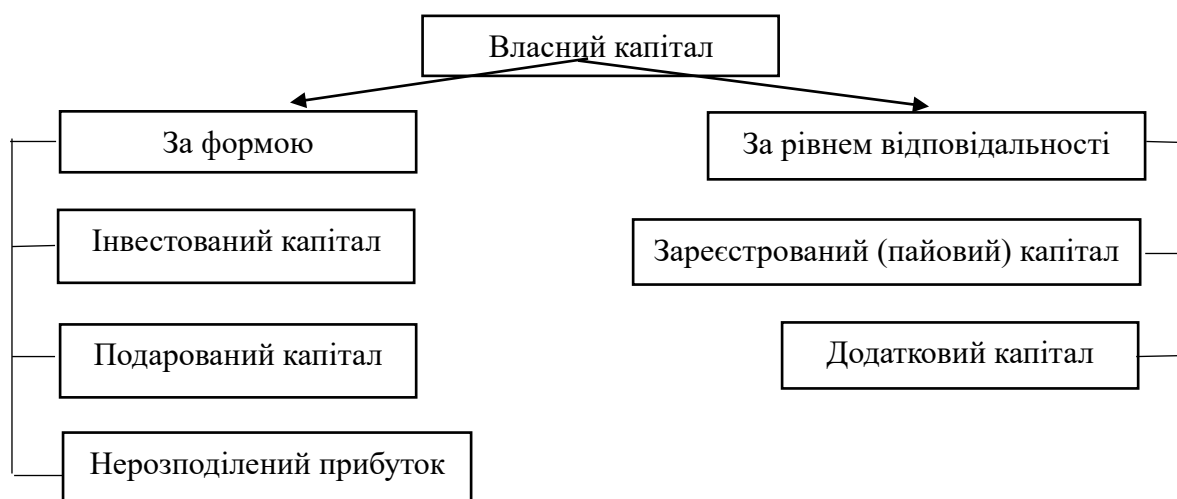 Власний капітал
За формою
За рівнем відповідальності
Інвестований капітал
Зареєстрований (пайовий) капітал
Подарований капітал
Додатковий капітал
Нерозподілений прибуток